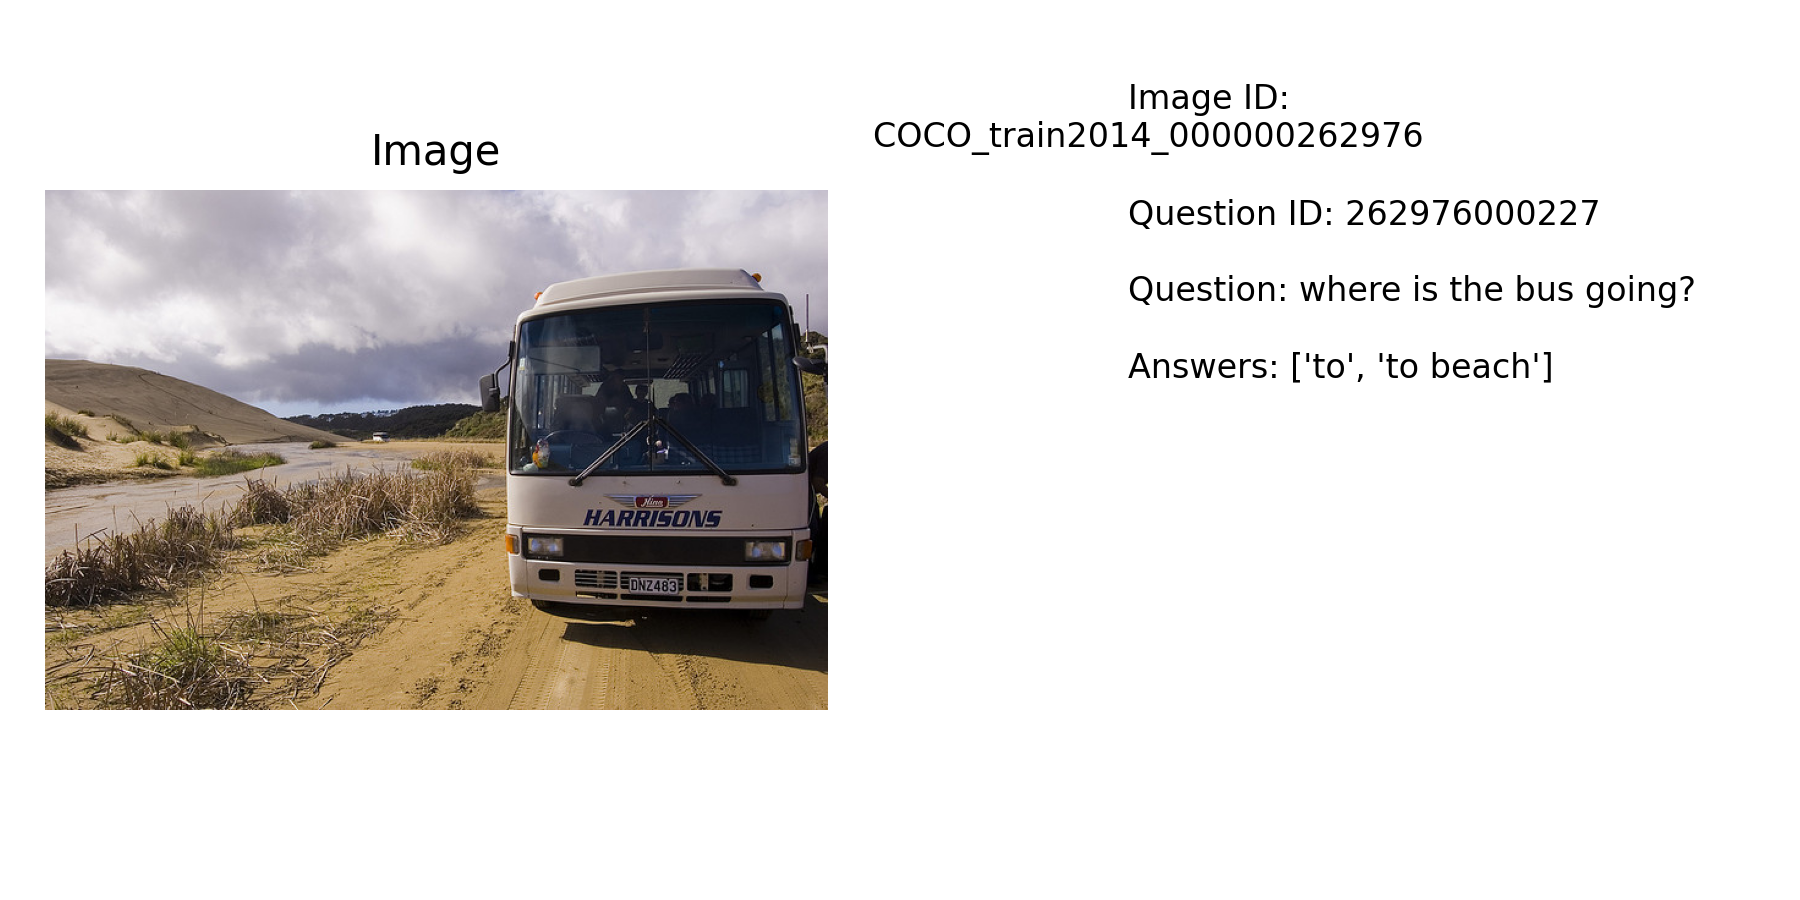 Image
Image ID:
COCO_train2014_000000262976
Question ID: 262976000227
Question: where is the bus going?
Answers: ['to', 'to beach']
Hino
HARRISONS
DNZ483